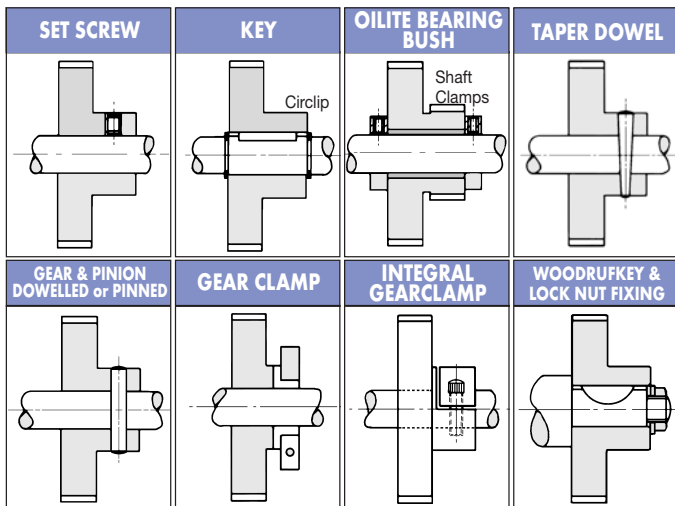 SET SCREW
KEY
OILITE BEARING
BUSH
TAPER DOWEL
Circlip
Shaft
Clamps
GEAR & PINION
DOWELLED or PINNED
GEAR CLAMP
INTEGRAL
GEARCLAMP
WOODRUFKEY &
LOCK NUT FIXING